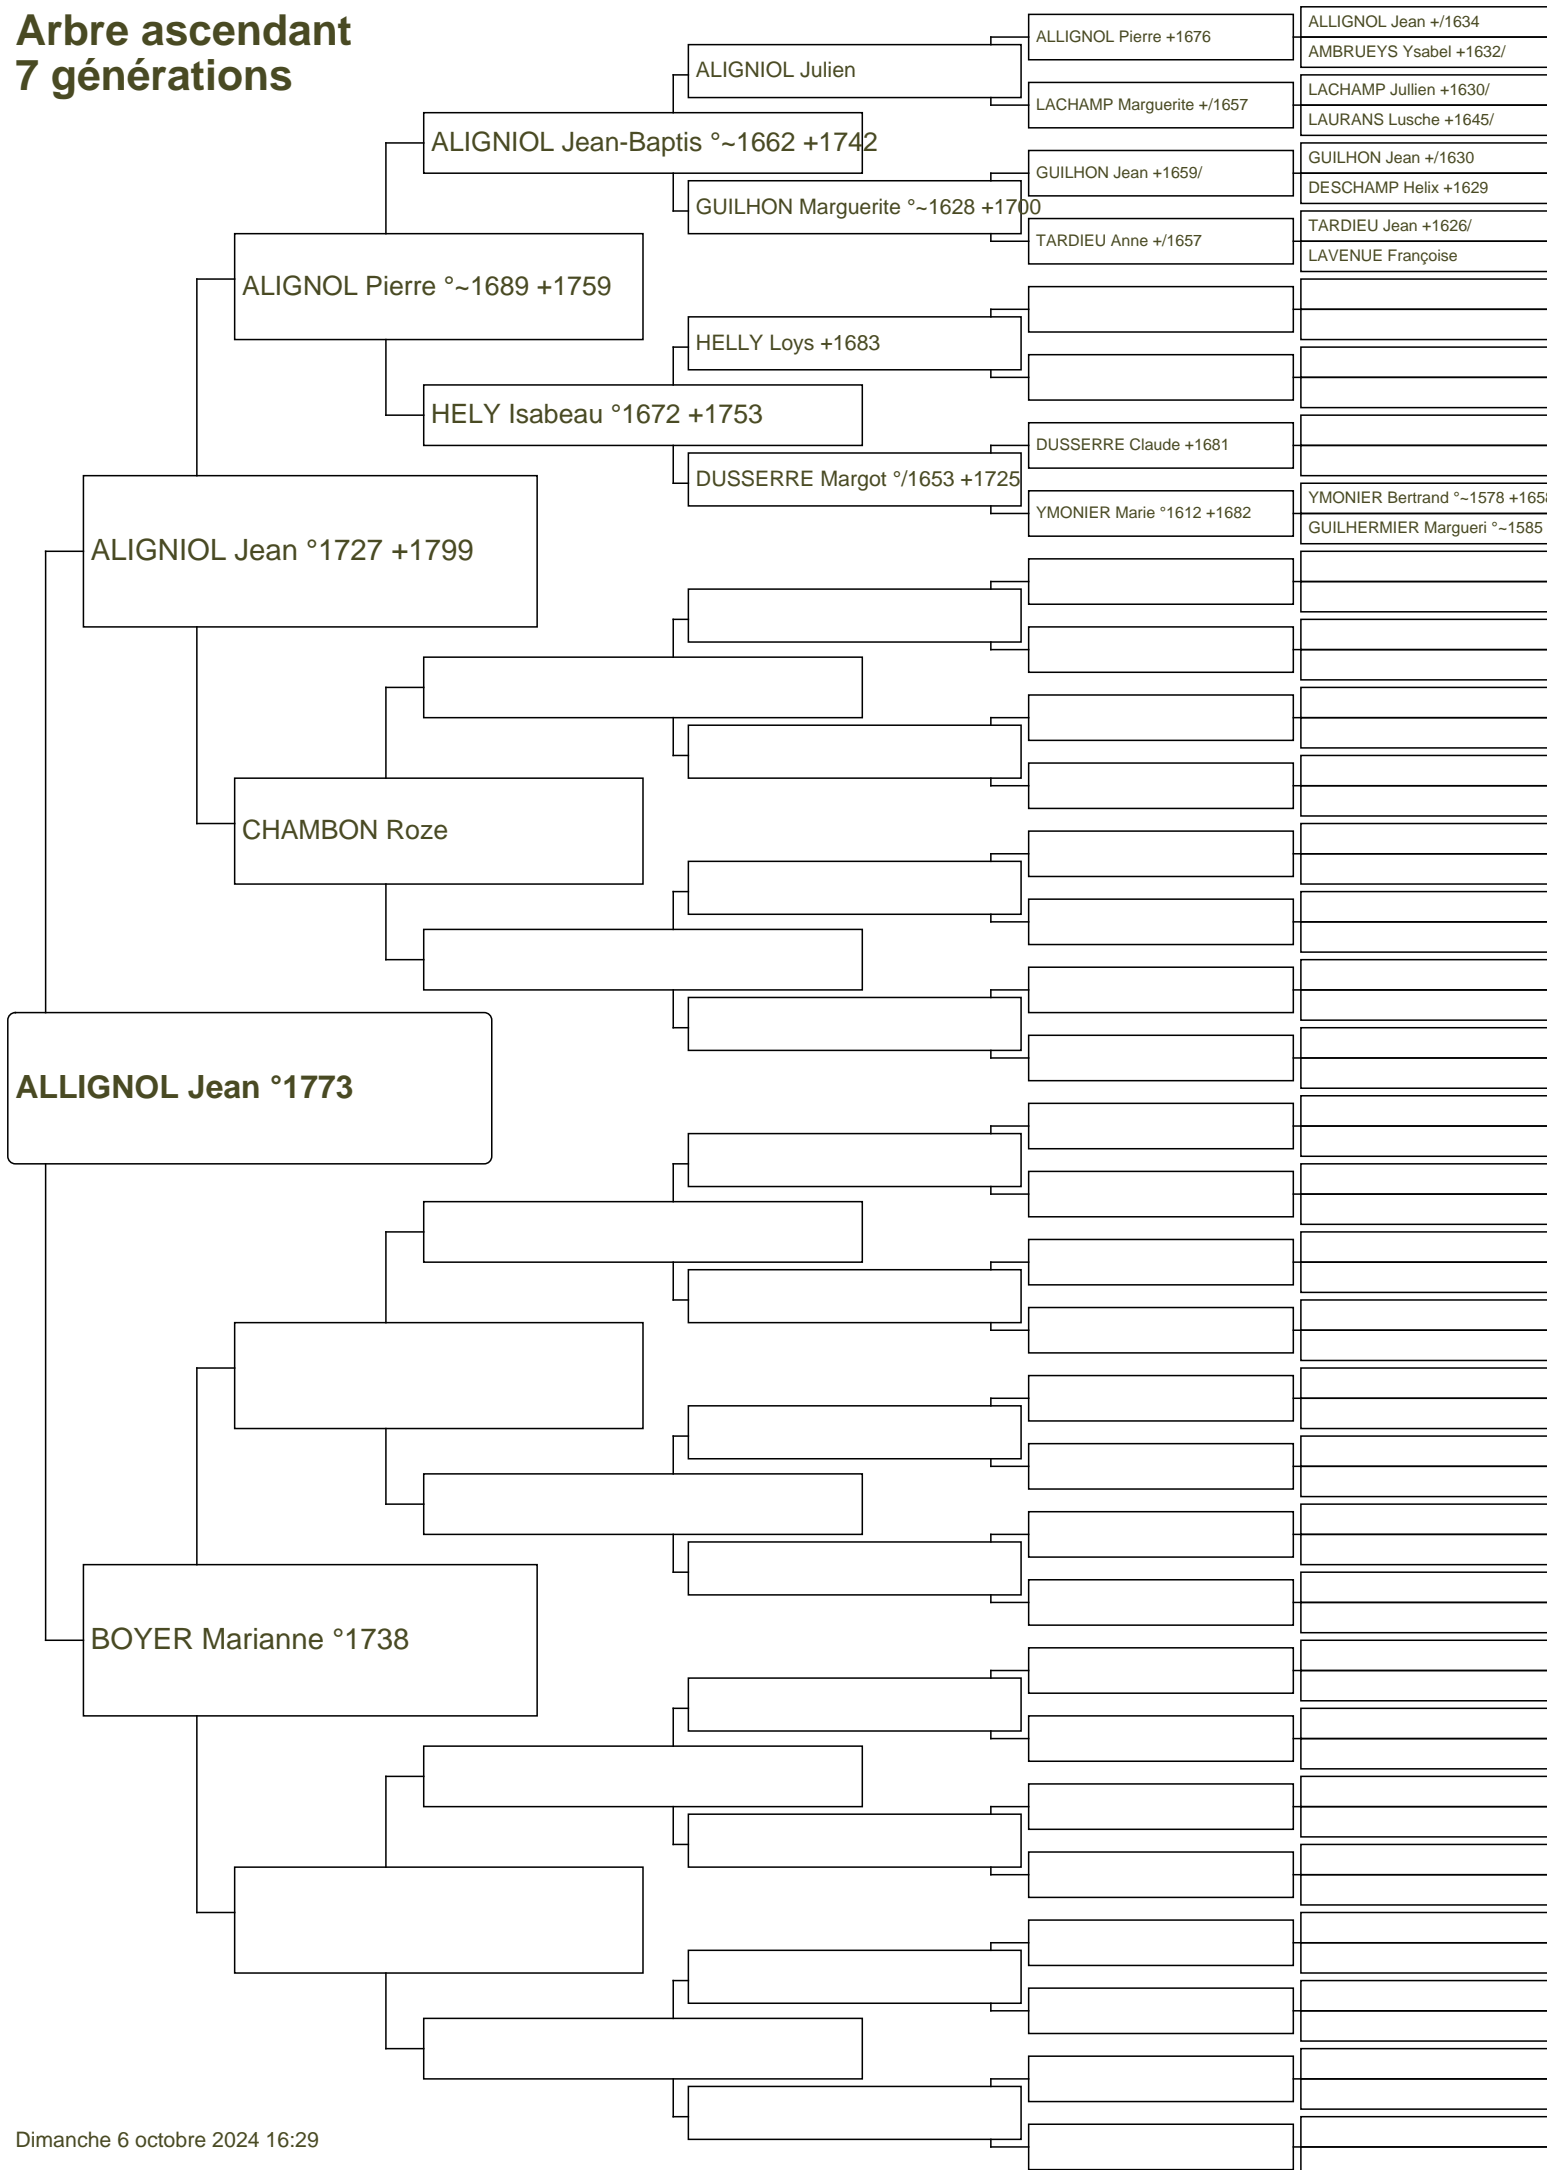 Arbre ascendant
7 générations
ALLIGNOL Jean °1773
ALIGNIOL Jean °1727 +1799
BOYER Marianne °1738
ALIGNOL Pierre °~1689 +1759
CHAMBON Roze
ALIGNIOL Jean-Baptis °~1662 +1742
HELY Isabeau °1672 +1753
ALIGNIOL Julien
GUILHON Marguerite °~1628 +1700
HELLY Loys +1683
DUSSERRE Margot °/1653 +1725
ALLIGNOL Pierre +1676
LACHAMP Marguerite +/1657
GUILHON Jean +1659/
TARDIEU Anne +/1657
DUSSERRE Claude +1681
YMONIER Marie °1612 +1682
ALLIGNOL Jean +/1634
AMBRUEYS Ysabel +1632/
LACHAMP Jullien +1630/
LAURANS Lusche +1645/
GUILHON Jean +/1630
DESCHAMP Helix +1629
TARDIEU Jean +1626/
LAVENUE Françoise
YMONIER Bertrand °~1578 +1658
GUILHERMIER Margueri °~1585
Dimanche 6 octobre 2024 16:29